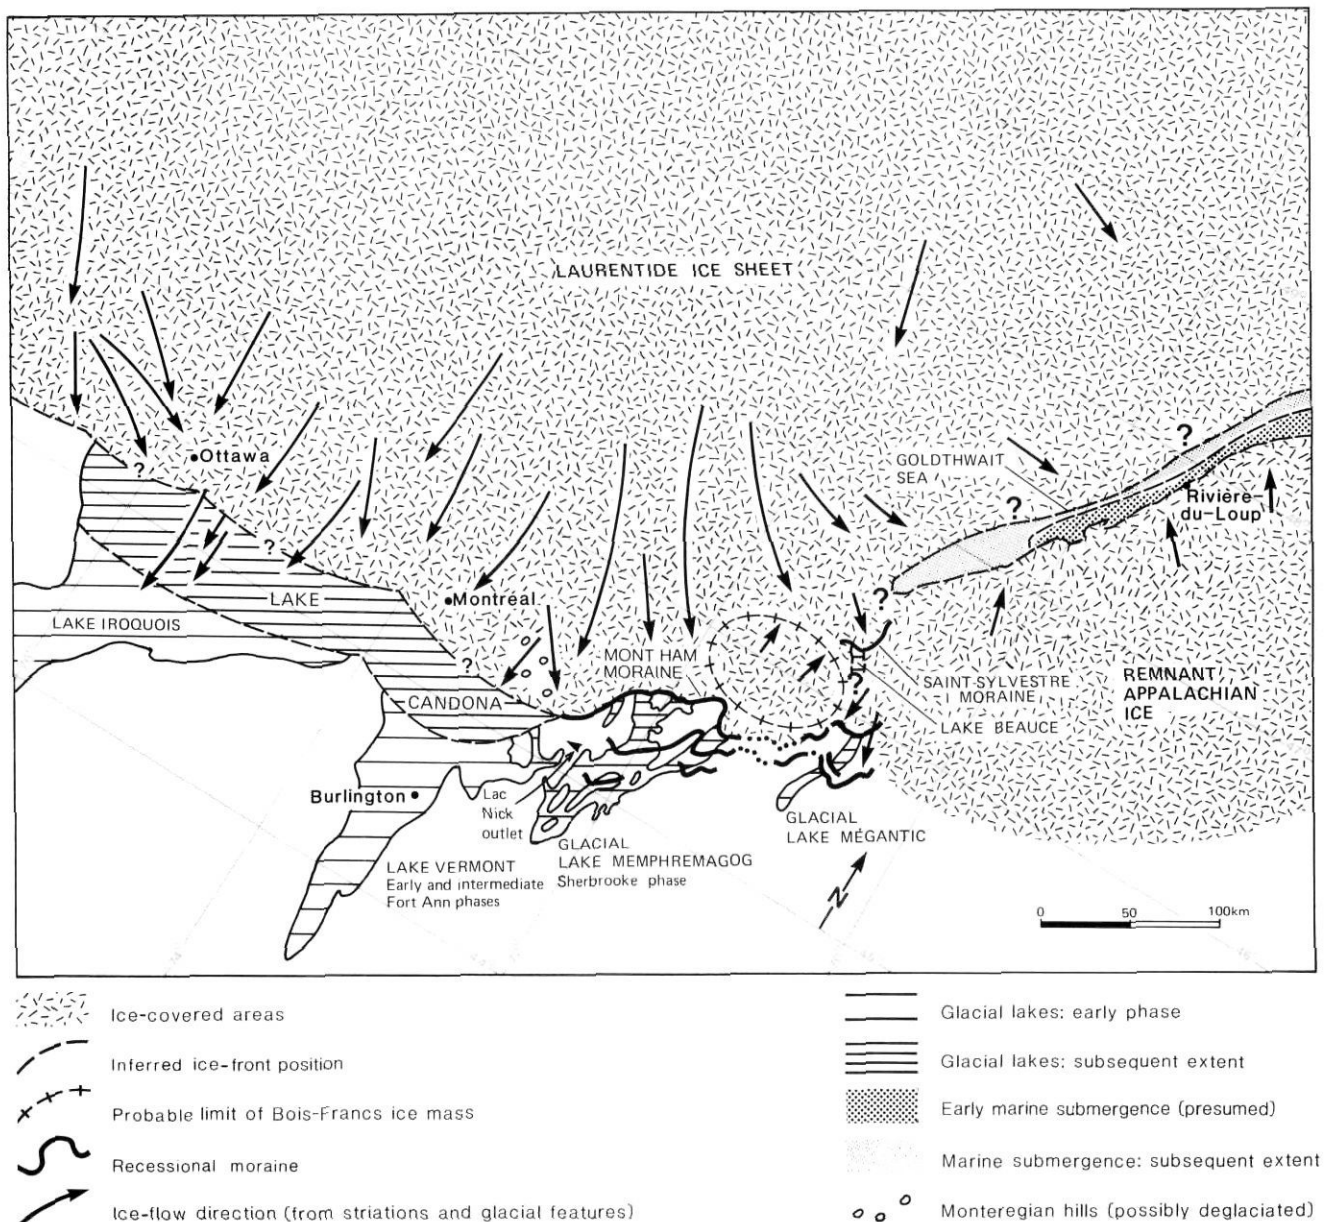 LAURENTIDE ICE SHEET
Ottawa
?
?
GOLDTHWAIT
SEA
?
?
Rivière-
du-Loup
LAKE
Montréal
LAKE IROQUOIS
?
MONT HAM
MORAINE
?
SAINT-SYLVESTRE
MORAINE
?
REMNANT
APPALACHIAN
ICE
CANDONA
LAKE BEAUCE
Burlington
Lac
Nick
outlet
GLACIAL
LAKE MÉGANTIC
GLACIAL
LAKE MEMPHREMAGOG
Sherbrooke phase
LAKE VERMONT
Early and intermediate
Fort Ann phases
N
0 50 100km
Ice-covered areas
Inferred ice-front position
Probable limit of Bois-Francs ice mass
Recessional moraine
Ice-flow direction (from striations and glacial features)
Glacial lakes: early phase
Glacial lakes: subsequent extent
Early marine submergence (presumed)
Marine submergence: subsequent extent
Monteregian hills (possibly deglaciated)